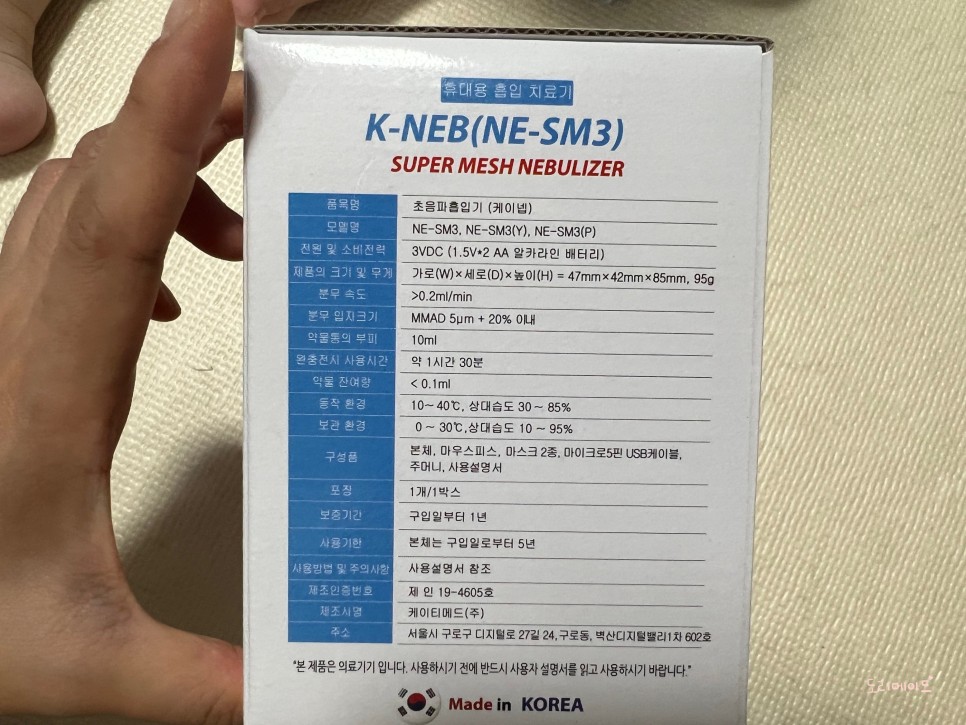 휴대용 흡입 치료기
K-NEB(NE-SM3)
SUPER MESH NEBULIZER
품목명 초음파흡입기 (케이넵)
모델명 NE-SM3, NE-SM3(Y), NE-SM3(P)
전원 및 소비전력 3VDC (1.5V*2 AA 알카라인 배터리)
제품의 크기 및 무게 가로(W)×세로(D)×높이(H) = 47mm×42mm×85mm, 95g
분무 속도 >0.2ml/min
분무 입자크기 MMAD 5μm + 20% 이내
약물통의 부피 10ml
완충전시 사용시간 약 1시간 30분
약물 잔여량 < 0.1ml
동작 환경 10~40℃, 상대습도 30 ~ 85%
보관 환경 0 ~ 30℃,상대습도 10 ~ 95%
구성품 본체, 마우스피스, 마스크 2종, 마이크로5핀 USB케이블,
주머니, 사용설명서
포장 1개/1박스
보증기간 구입일부터 1년
사용기한 본체는 구입일로부터 5년
사용방법 및 주의사항 사용설명서 참조
제조인증번호 제 인 19-4605호
제조사명 케이티메드(주)
주소 서울시 구로구 디지털로 27길 24, 구로동, 벽산디지털밸리1차 602호
"본 제품은 의료기기 입니다. 사용하시기 전에 반드시 사용자 설명서를 읽고 사용하시기 바랍니다."
Made in KOREA
도리메이또